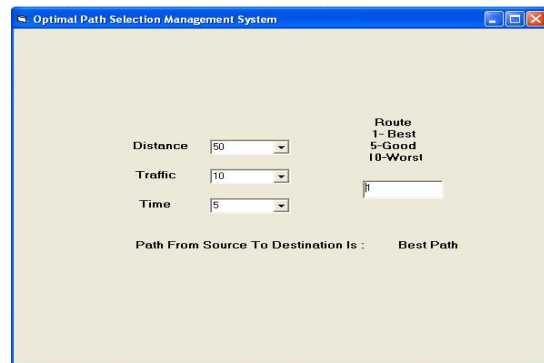 Optimal Path Selection Management System
Route
1- Best
5-Good
10-Worst
Distance 50
Traffic 10
1
Time 5
Path From Source To Destination Is : Best Path